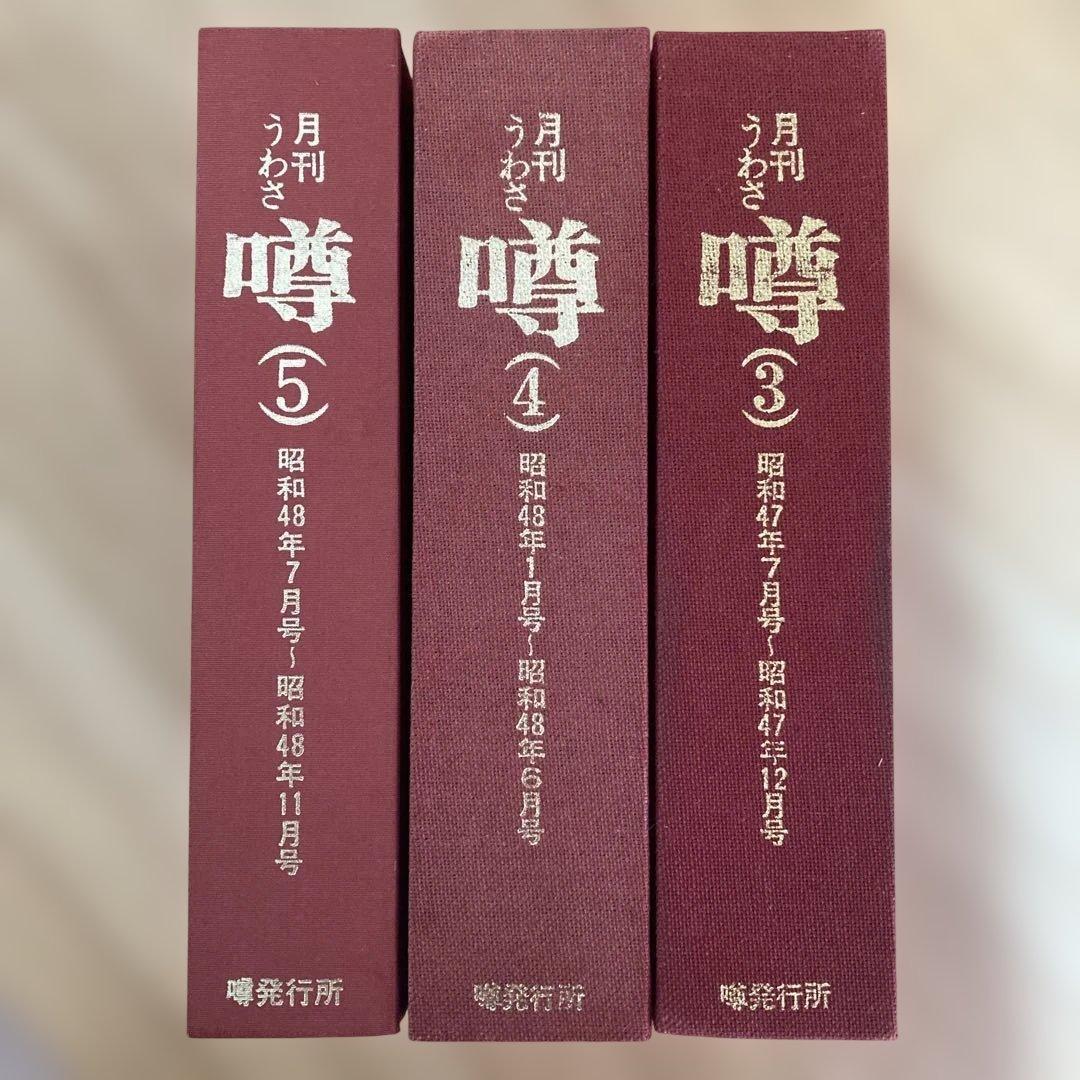 月刊
うわさ
噂
(5)
昭和48年7月号～昭和48年11月号
噂発行所
月刊
うわさ
噂
(4)
昭和48年1月号～昭和48年6月号
噂発行所
月刊
うわさ
噂
(3)
昭和47年7月号～昭和47年12月号
噂発行所